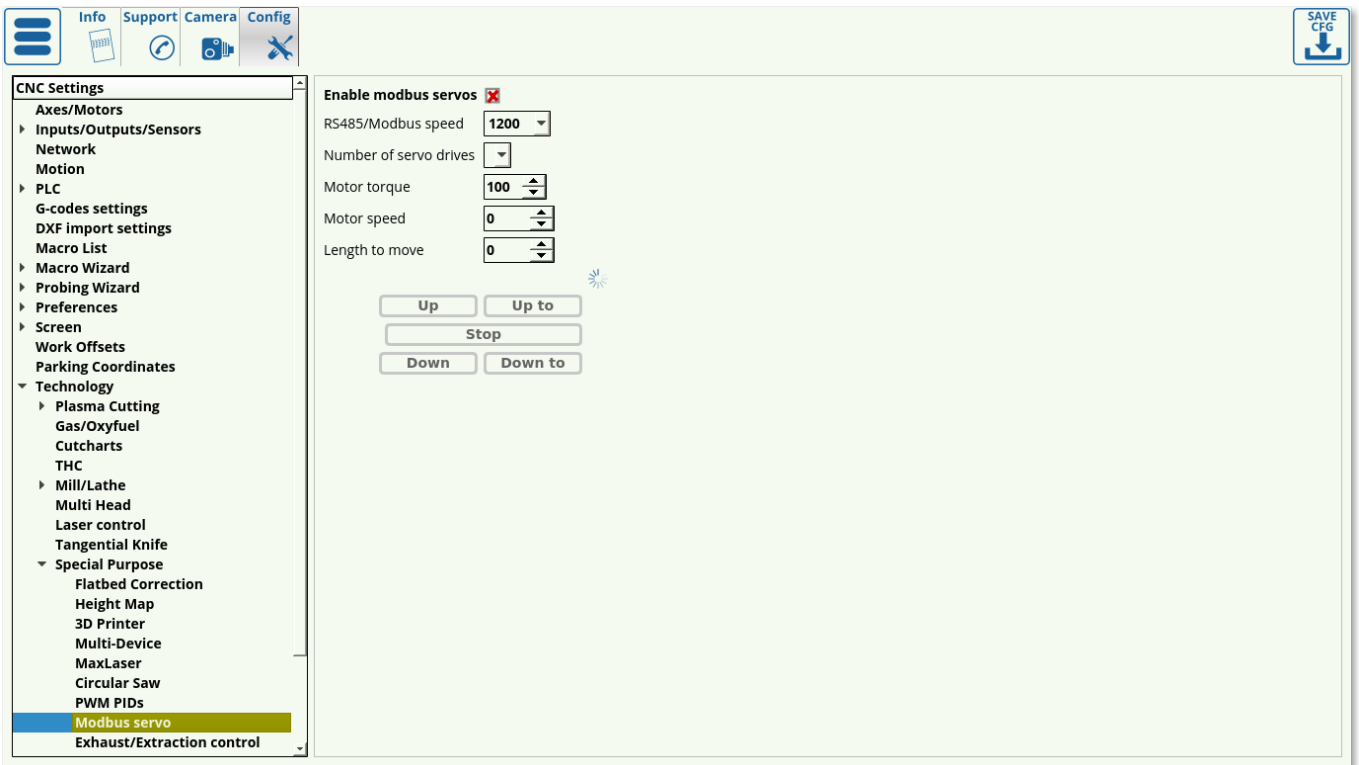 Info
Support
Camera
Config
SAVE
CFG
CNC Settings
Axes/Motors
Inputs/Outputs/Sensors
Network
Motion
PLC
G-codes settings
DXF import settings
Macro List
Macro Wizard
Probing Wizard
Preferences
Screen
Work Offsets
Parking Coordinates
Technology
Plasma Cutting
Gas/Oxyfuel
Cutcharts
THC
Mill/Lathe
Multi Head
Laser control
Tangential Knife
Special Purpose
Flatbed Correction
Height Map
3D Printer
Multi-Device
MaxLaser
Circular Saw
PWM PIDs
Modbus servo
Exhaust/Extraction control
Enable modbus servos
RS485/Modbus speed 1200
Number of servo drives
Motor torque 100
Motor speed 0
Length to move 0
Up Up to
Stop
Down Down to